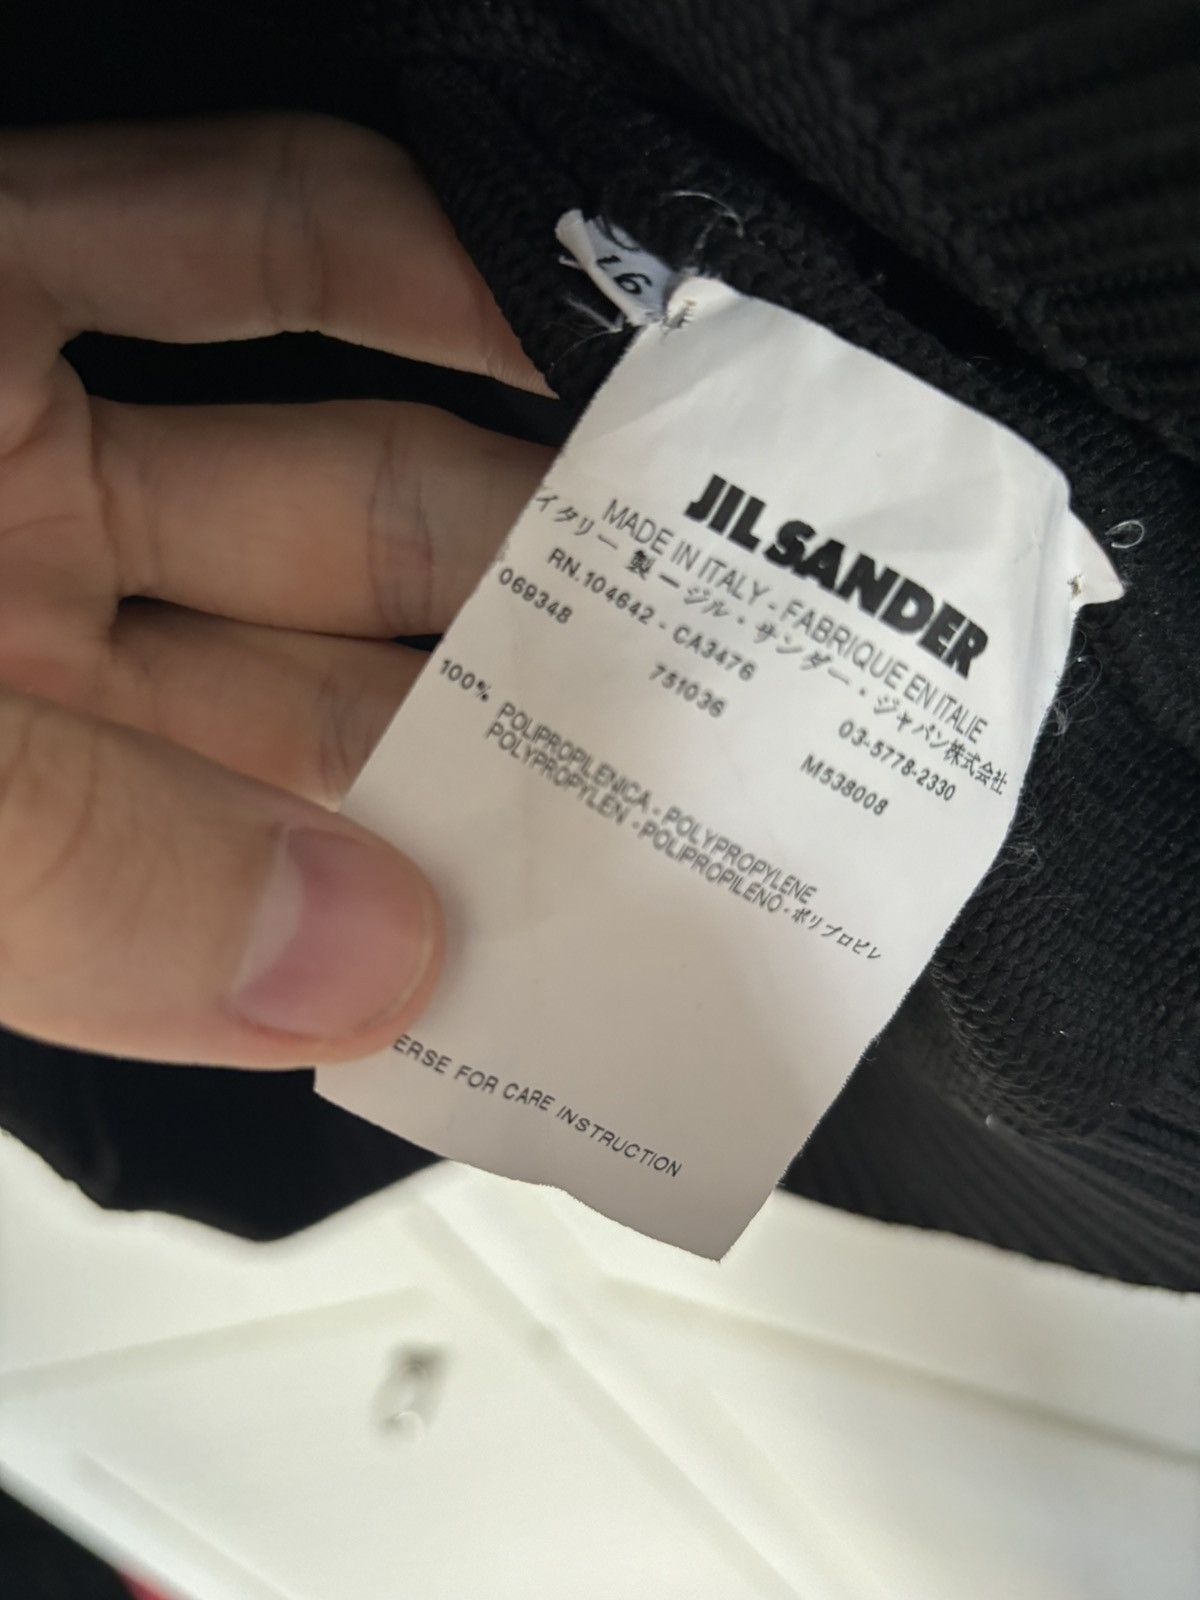 JIL SANDER
MADE IN ITALY - FABRIQUE EN ITALIE
イタリー製ージル・サンダー・ジャパン株式会社
RN.104642 - CA3476 03-5778-2330
069348 751036 M538008
100% POLIPROPILENICA - POLYPROPYLENE
POLYPROPYLEN - POLIPROPILENO - ポリプロピレ
ERSE FOR CARE INSTRUCTION